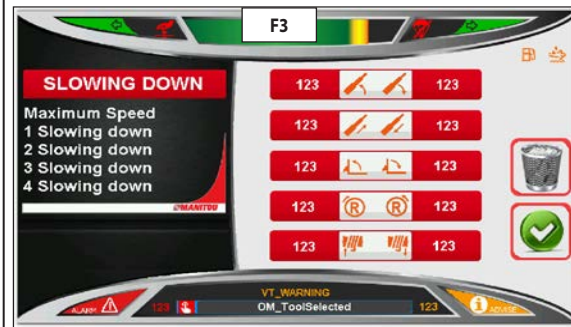 F3
SLOWING DOWN
Maximum Speed
1 Slowing down
2 Slowing down
3 Slowing down
4 Slowing down
MANITOU
123 123
123 123
123 123
123 R R 123
123 123
ALARM 123 VT_WARNING 123 ADVISE
OM_ToolSelected